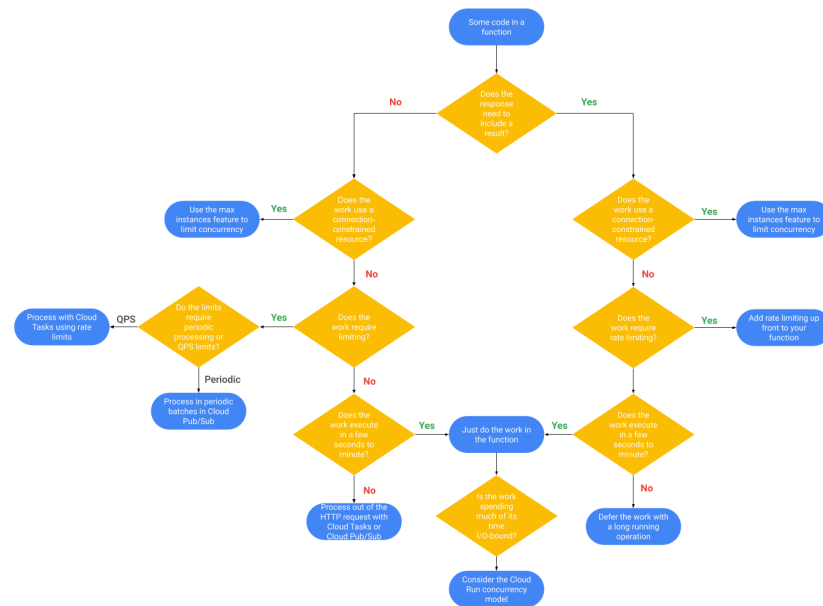 Some code in a
function
Does the
response
need to
include a
result?
No
Yes
Does the
work use a
connection-
constrained
resource?
Yes
Use the max
instances feature to
limit concurrency
No
Does the
work use a
connection-
constrained
resource?
Yes
Use the max
instances feature to
limit concurrency
No
Does
the work require
limiting?
Yes
Do the limits
require
periodic
processing or
QPS limits?
QPS
Process with Cloud
Tasks using rate
limits
Periodic
Process in periodic
batches in Cloud
Pub/Sub
No
Does
the work require
rate limiting?
Yes
Add rate limiting up
front to your
function
Does the
work execute
in a few
seconds to
minute?
Yes
Just do the work in
the function
Yes
Does the
work execute
in a few
seconds to
minute?
No
Process out of the
HTTP request with
Cloud Tasks or
Cloud Pub/Sub
Is the work
spending
much of its
time
I/O-bound?
No
Defer the work with
a long running
operation
Consider the Cloud
Run concurrency
model